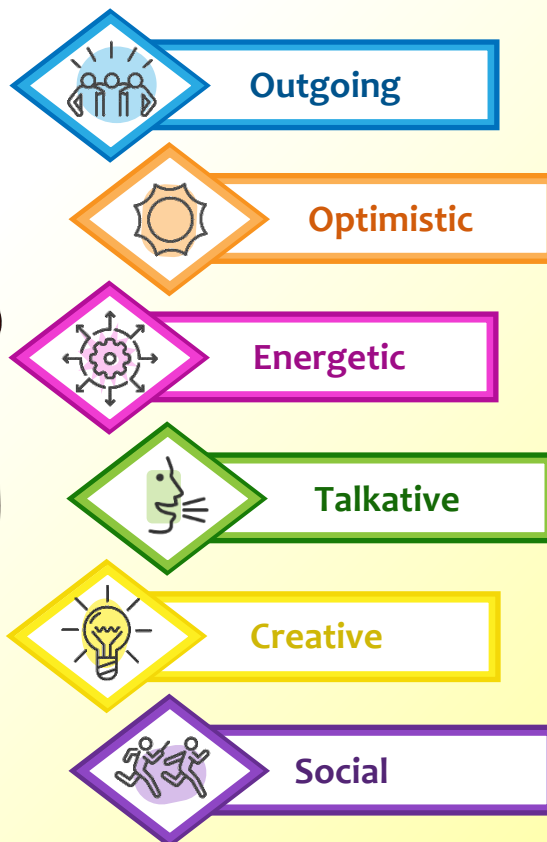 Outgoing
Optimistic
Energetic
Talkative
Creative
Social